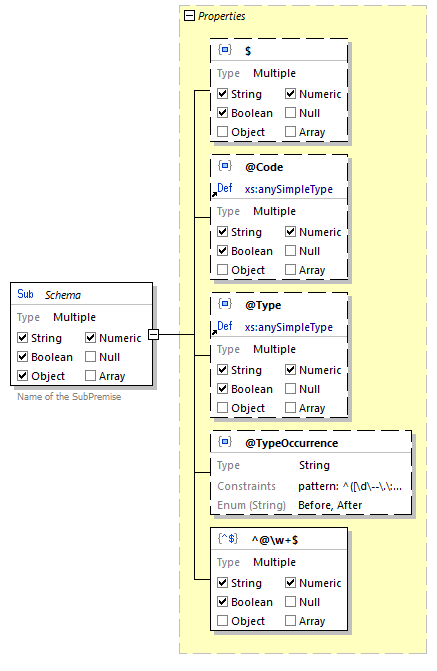 Properties
$
Type Multiple
String Numeric
Boolean Null
Object Array
@Code
Def xs:anySimpleType
Type Multiple
String Numeric
Boolean Null
Object Array
Sub Schema
Type Multiple
String Numeric
Boolean Null
Object Array
Name of the SubPremise
@Type
Def xs:anySimpleType
Type Multiple
String Numeric
Boolean Null
Object Array
@TypeOccurrence
Type String
Constraints pattern: ^([\d\--\.\:...
Enum (String) Before, After
{^$} ^@\w+$
Type Multiple
String Numeric
Boolean Null
Object Array